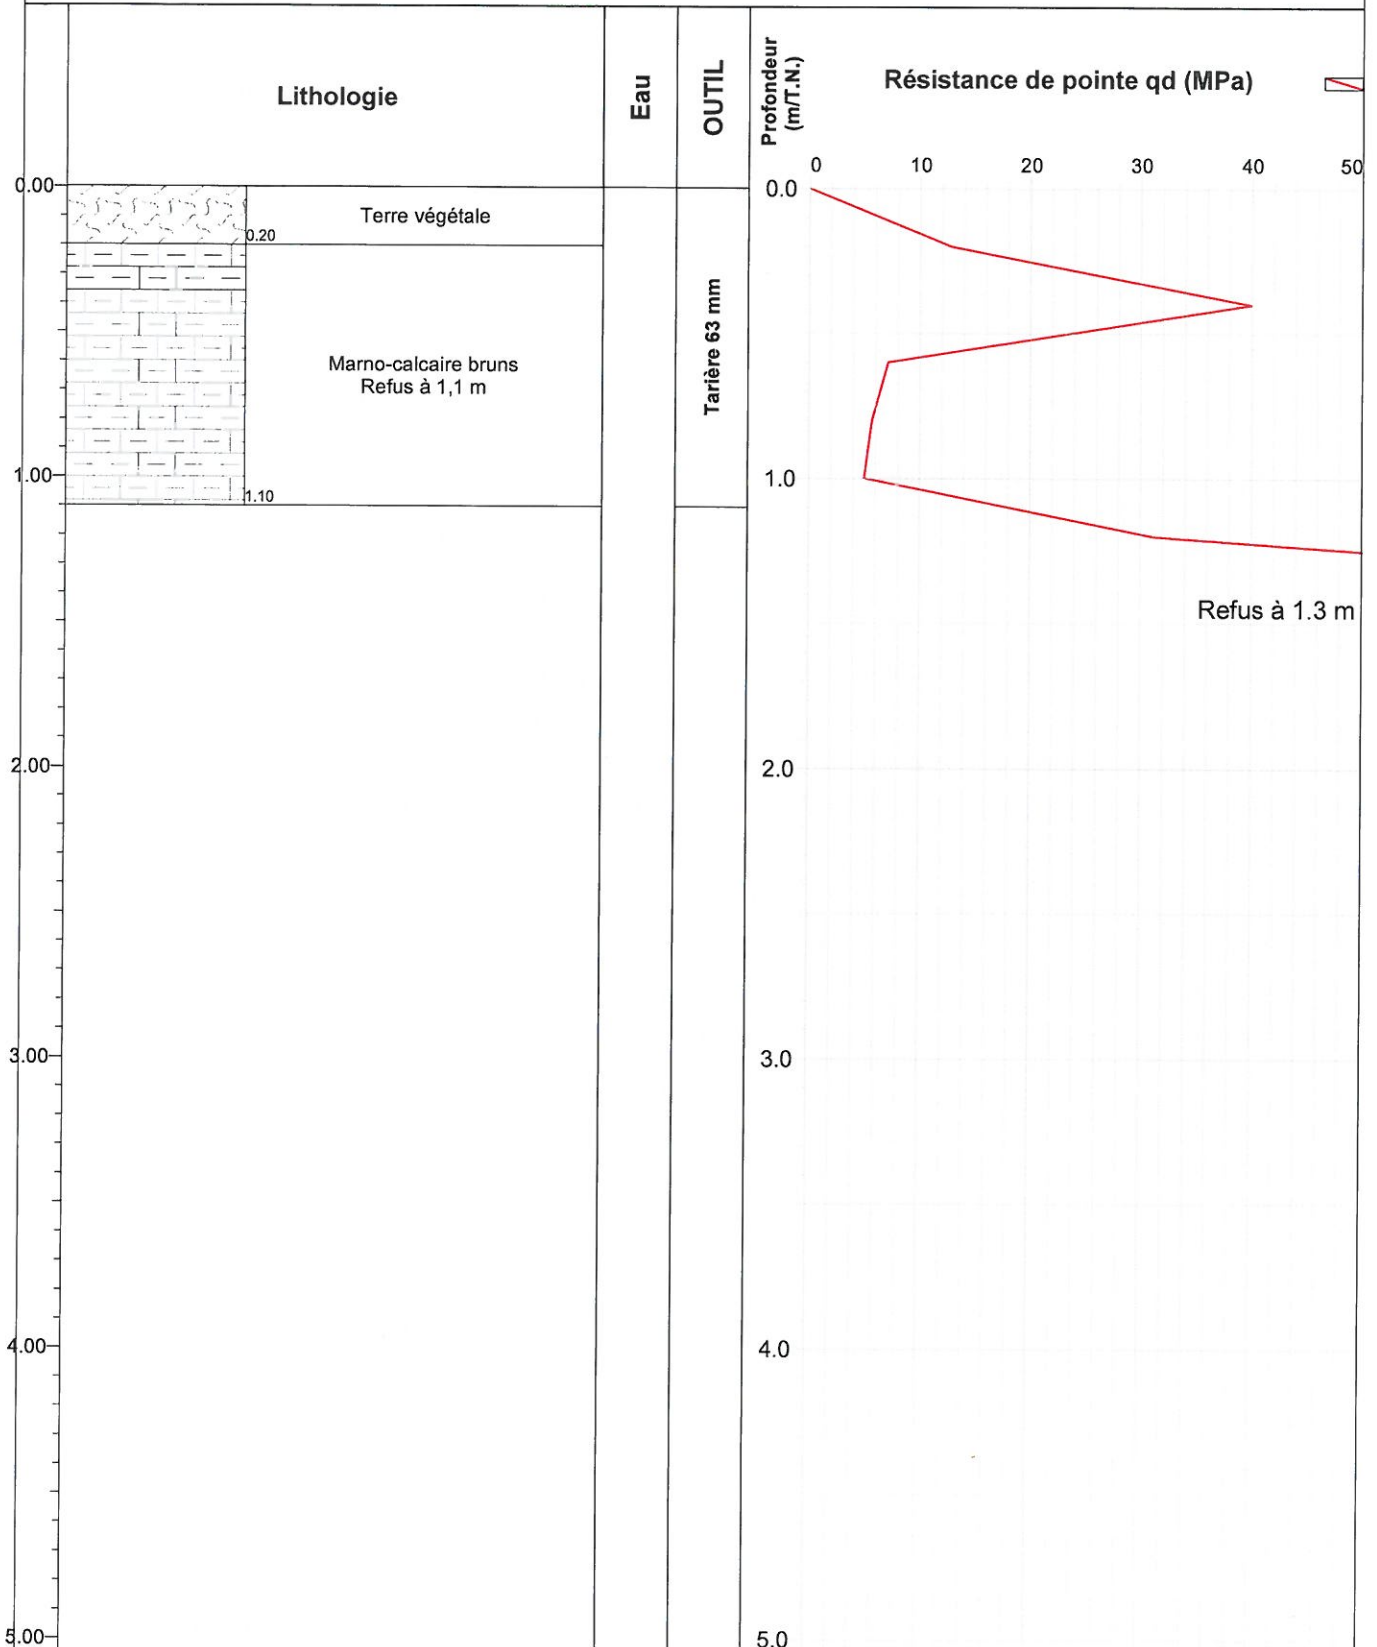 Lithologie
Eau
OUTIL
Profondeur
(m/T.N.)
Résistance de pointe qd (MPa)
0 10 20 30 40 50
0.00
0.0
Terre végétale
0.20
Marno-calcaire bruns
Refus à 1,1 m
Tarière 63 mm
1.00
1.10
1.0
Refus à 1.3 m
2.00
2.0
3.00
3.0
4.00
4.0
5.00
5.0